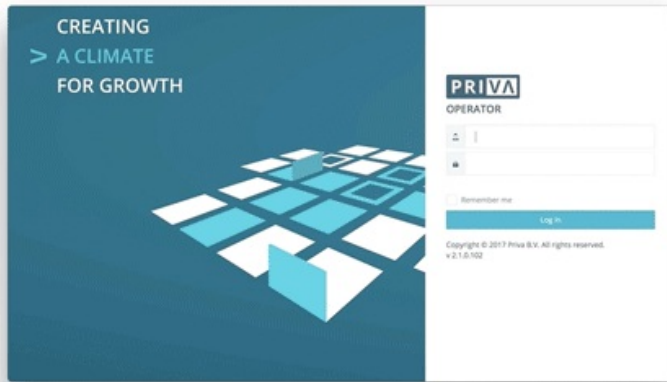 CREATING
> A CLIMATE
FOR GROWTH
PRIVA
OPERATOR
Remember me
Log in
Copyright © 2017 Priva B.V. All rights reserved.
v 2.1.0.102